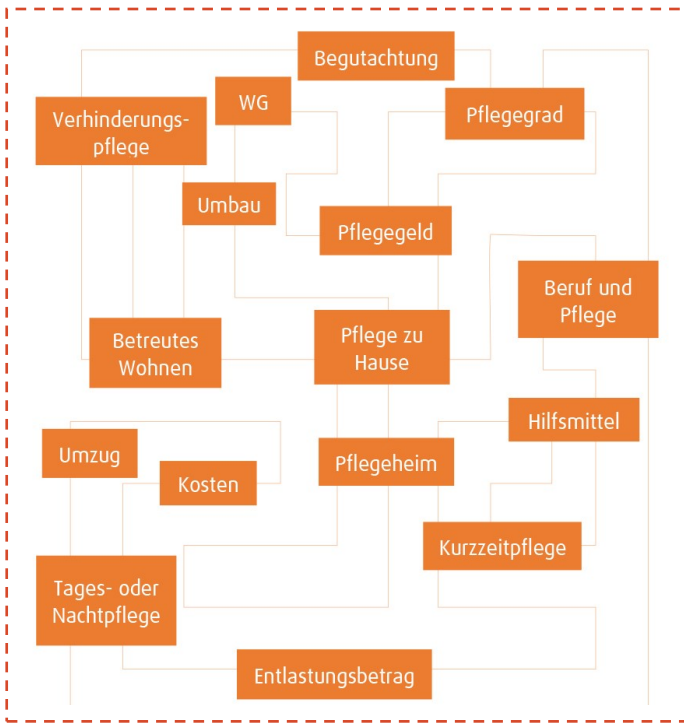 Begutachtung
WG
Pflegegrad
Verhinderungs-
pflege
Umbau
Pflegegeld
Beruf und
Pflege
Betreutes
Wohnen
Pflege zu
Hause
Hilfsmittel
Umzug
Pflegeheim
Kosten
Kurzzeitpflege
Tages- oder
Nachtpflege
Entlastungsbetrag